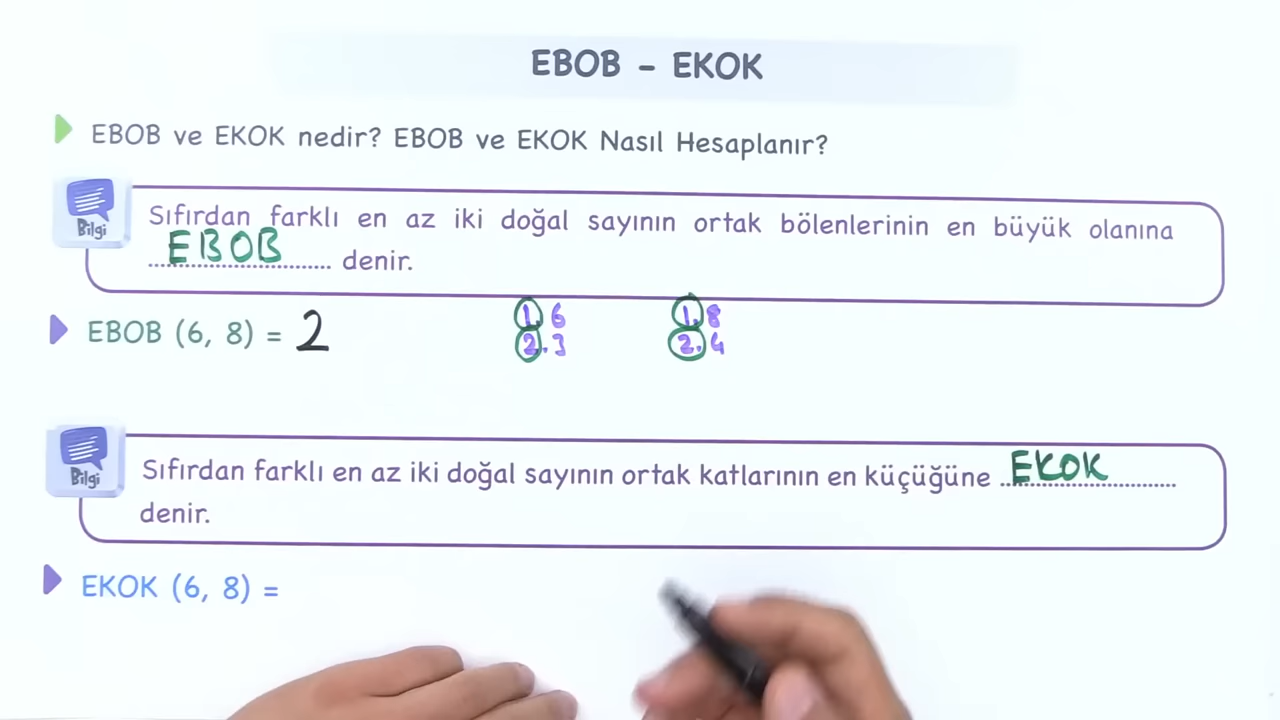 EBOB - EKOK
EBOB ve EKOK nedir? EBOB ve EKOK Nasıl Hesaplanır?
Bilgi
Sıfırdan farklı en az iki doğal sayının ortak bölenlerinin en büyük olanına
EBOB denir.
EBOB (6, 8) = 2
1.6 1.8
2.3 2.4
Bilgi
Sıfırdan farklı en az iki doğal sayının ortak katlarının en küçüğüne EKOK
denir.
EKOK (6, 8) =